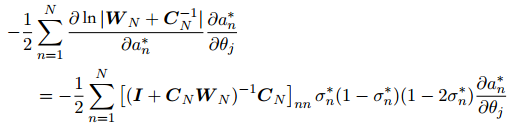 $-\frac{1}{2}\sum_{n=1}^{N}\frac{\partial \ln|\boldsymbol{W}_N + \boldsymbol{C}_N^{-1}|}{\partial a_n^*}\frac{\partial a_n^*}{\partial \theta_j}$
$= -\frac{1}{2}\sum_{n=1}^{N}\left[(\boldsymbol{I} + \boldsymbol{C}_N\boldsymbol{W}_N)^{-1}\boldsymbol{C}_N\right]_{nn}\sigma_n^*(1-\sigma_n^*)(1-2\sigma_n^*)\frac{\partial a_n^*}{\partial \theta_j}$